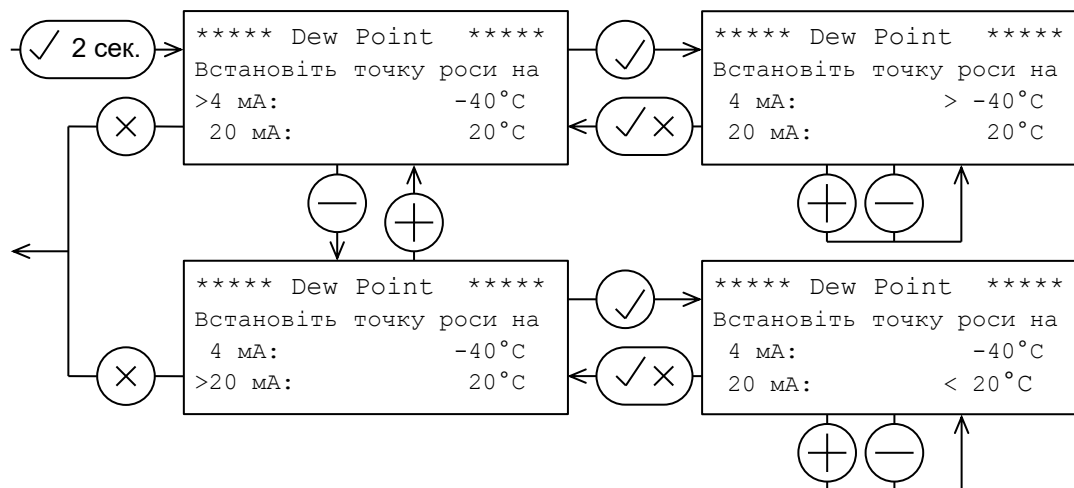 2 сек.
***** Dew Point *****
Встановіть точку роси на
>4 мА: -40°C
20 мА: 20°C
***** Dew Point *****
Встановіть точку роси на
4 мА: > -40°C
20 мА: 20°C
***** Dew Point *****
Встановіть точку роси на
4 мА: -40°C
>20 мА: 20°C
***** Dew Point *****
Встановіть точку роси на
4 мА: -40°C
20 мА: < 20°C